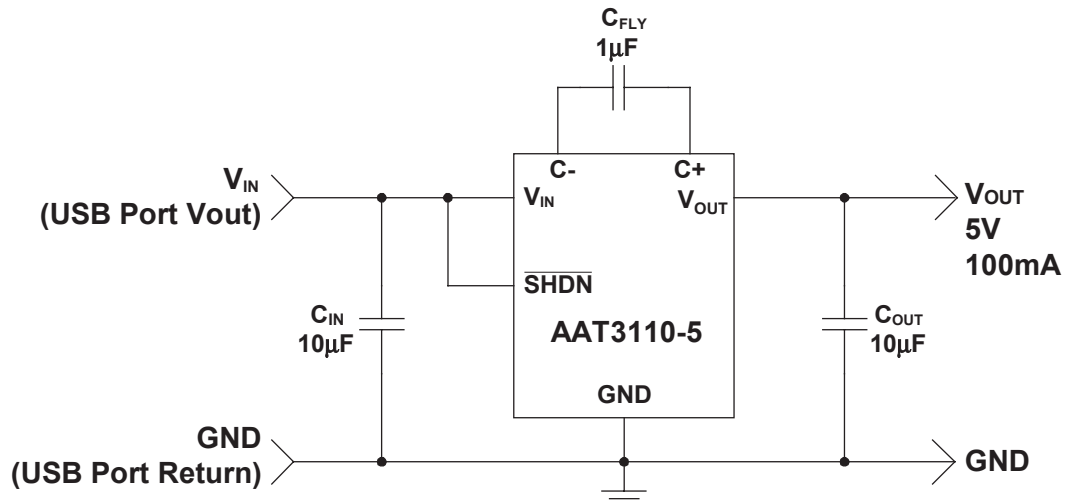 CFLY
1μF
C-
C+
VIN
(USB Port Vout)
VIN
VOUT
VOUT
5V
100mA
SHDN
CIN
10μF
AAT3110-5
COUT
10μF
GND
GND
(USB Port Return)
GND